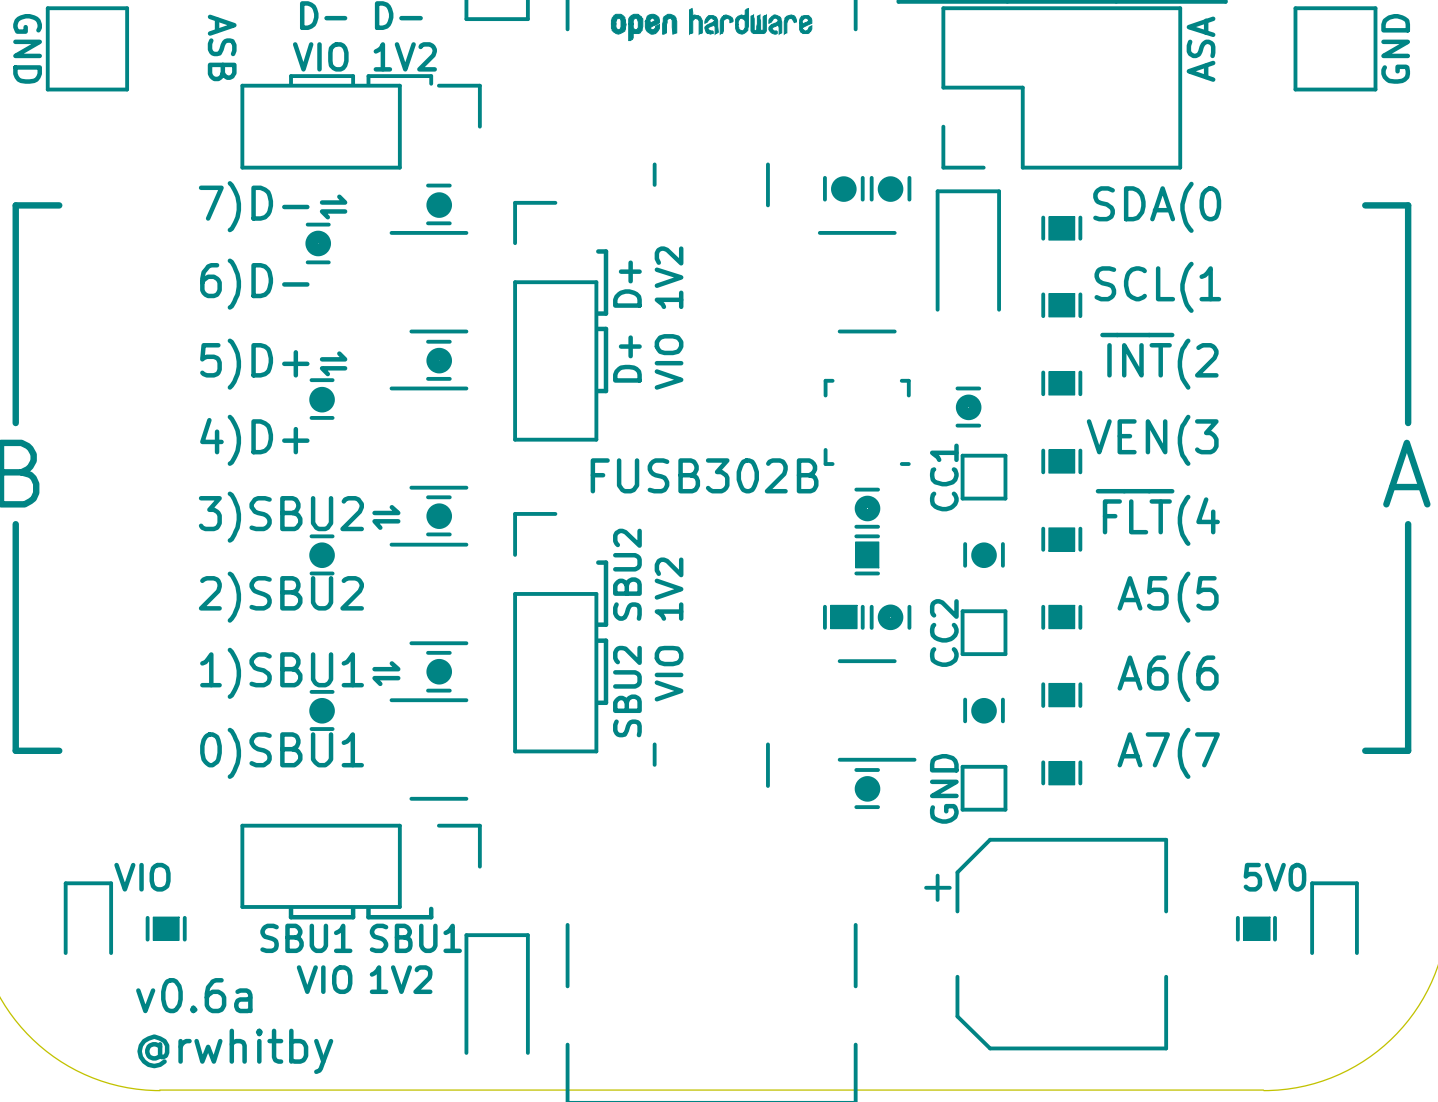 GND
ASB
D- D-
VIO 1V2
open hardware
ASA
GND
7)D-⇌
6)D-
5)D+⇌
4)D+
3)SBU2⇌
2)SBU2
1)SBU1⇌
0)SBU1
B
D+ 1V2
D+ VIO
FUSB302B
SBU2 1V2
SBU2 VIO
CC1
CC2
GND
SDA(0
SCL(1
INT(2
VEN(3
FLT(4
A5(5
A6(6
A7(7
A
VIO
SBU1 SBU1
VIO 1V2
+
5V0
v0.6a
@rwhitby